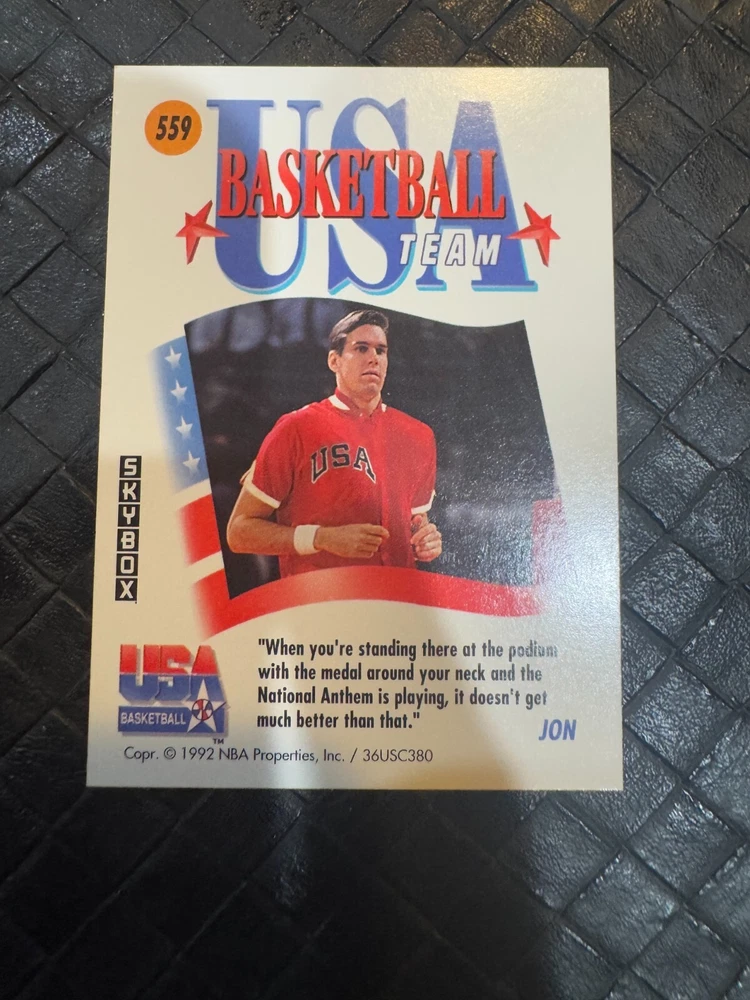 559
USA
BASKETBALL
TEAM
USA
SKYBOX
USA
BASKETBALL
"When you're standing there at the podium
with the medal around your neck and the
National Anthem is playing, it doesn't get
much better than that."
JON
TM
Copr. © 1992 NBA Properties, Inc. / 36USC380